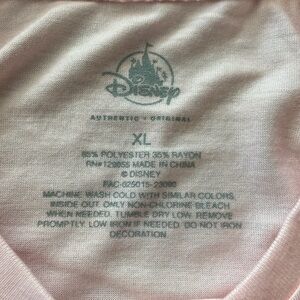 Disney
AUTHENTIC • ORIGINAL
XL
65% POLYESTER 35% RAYON
RN#129055 MADE IN CHINA
© DISNEY
FAC-025015-23090
MACHINE WASH COLD WITH SIMILAR COLORS
INSIDE OUT ONLY NON-CHLORINE BLEACH
WHEN NEEDED. TUMBLE DRY LOW. REMOVE
PROMPTLY LOW IRON IF NEEDED. DO NOT IRON
DECORATION.